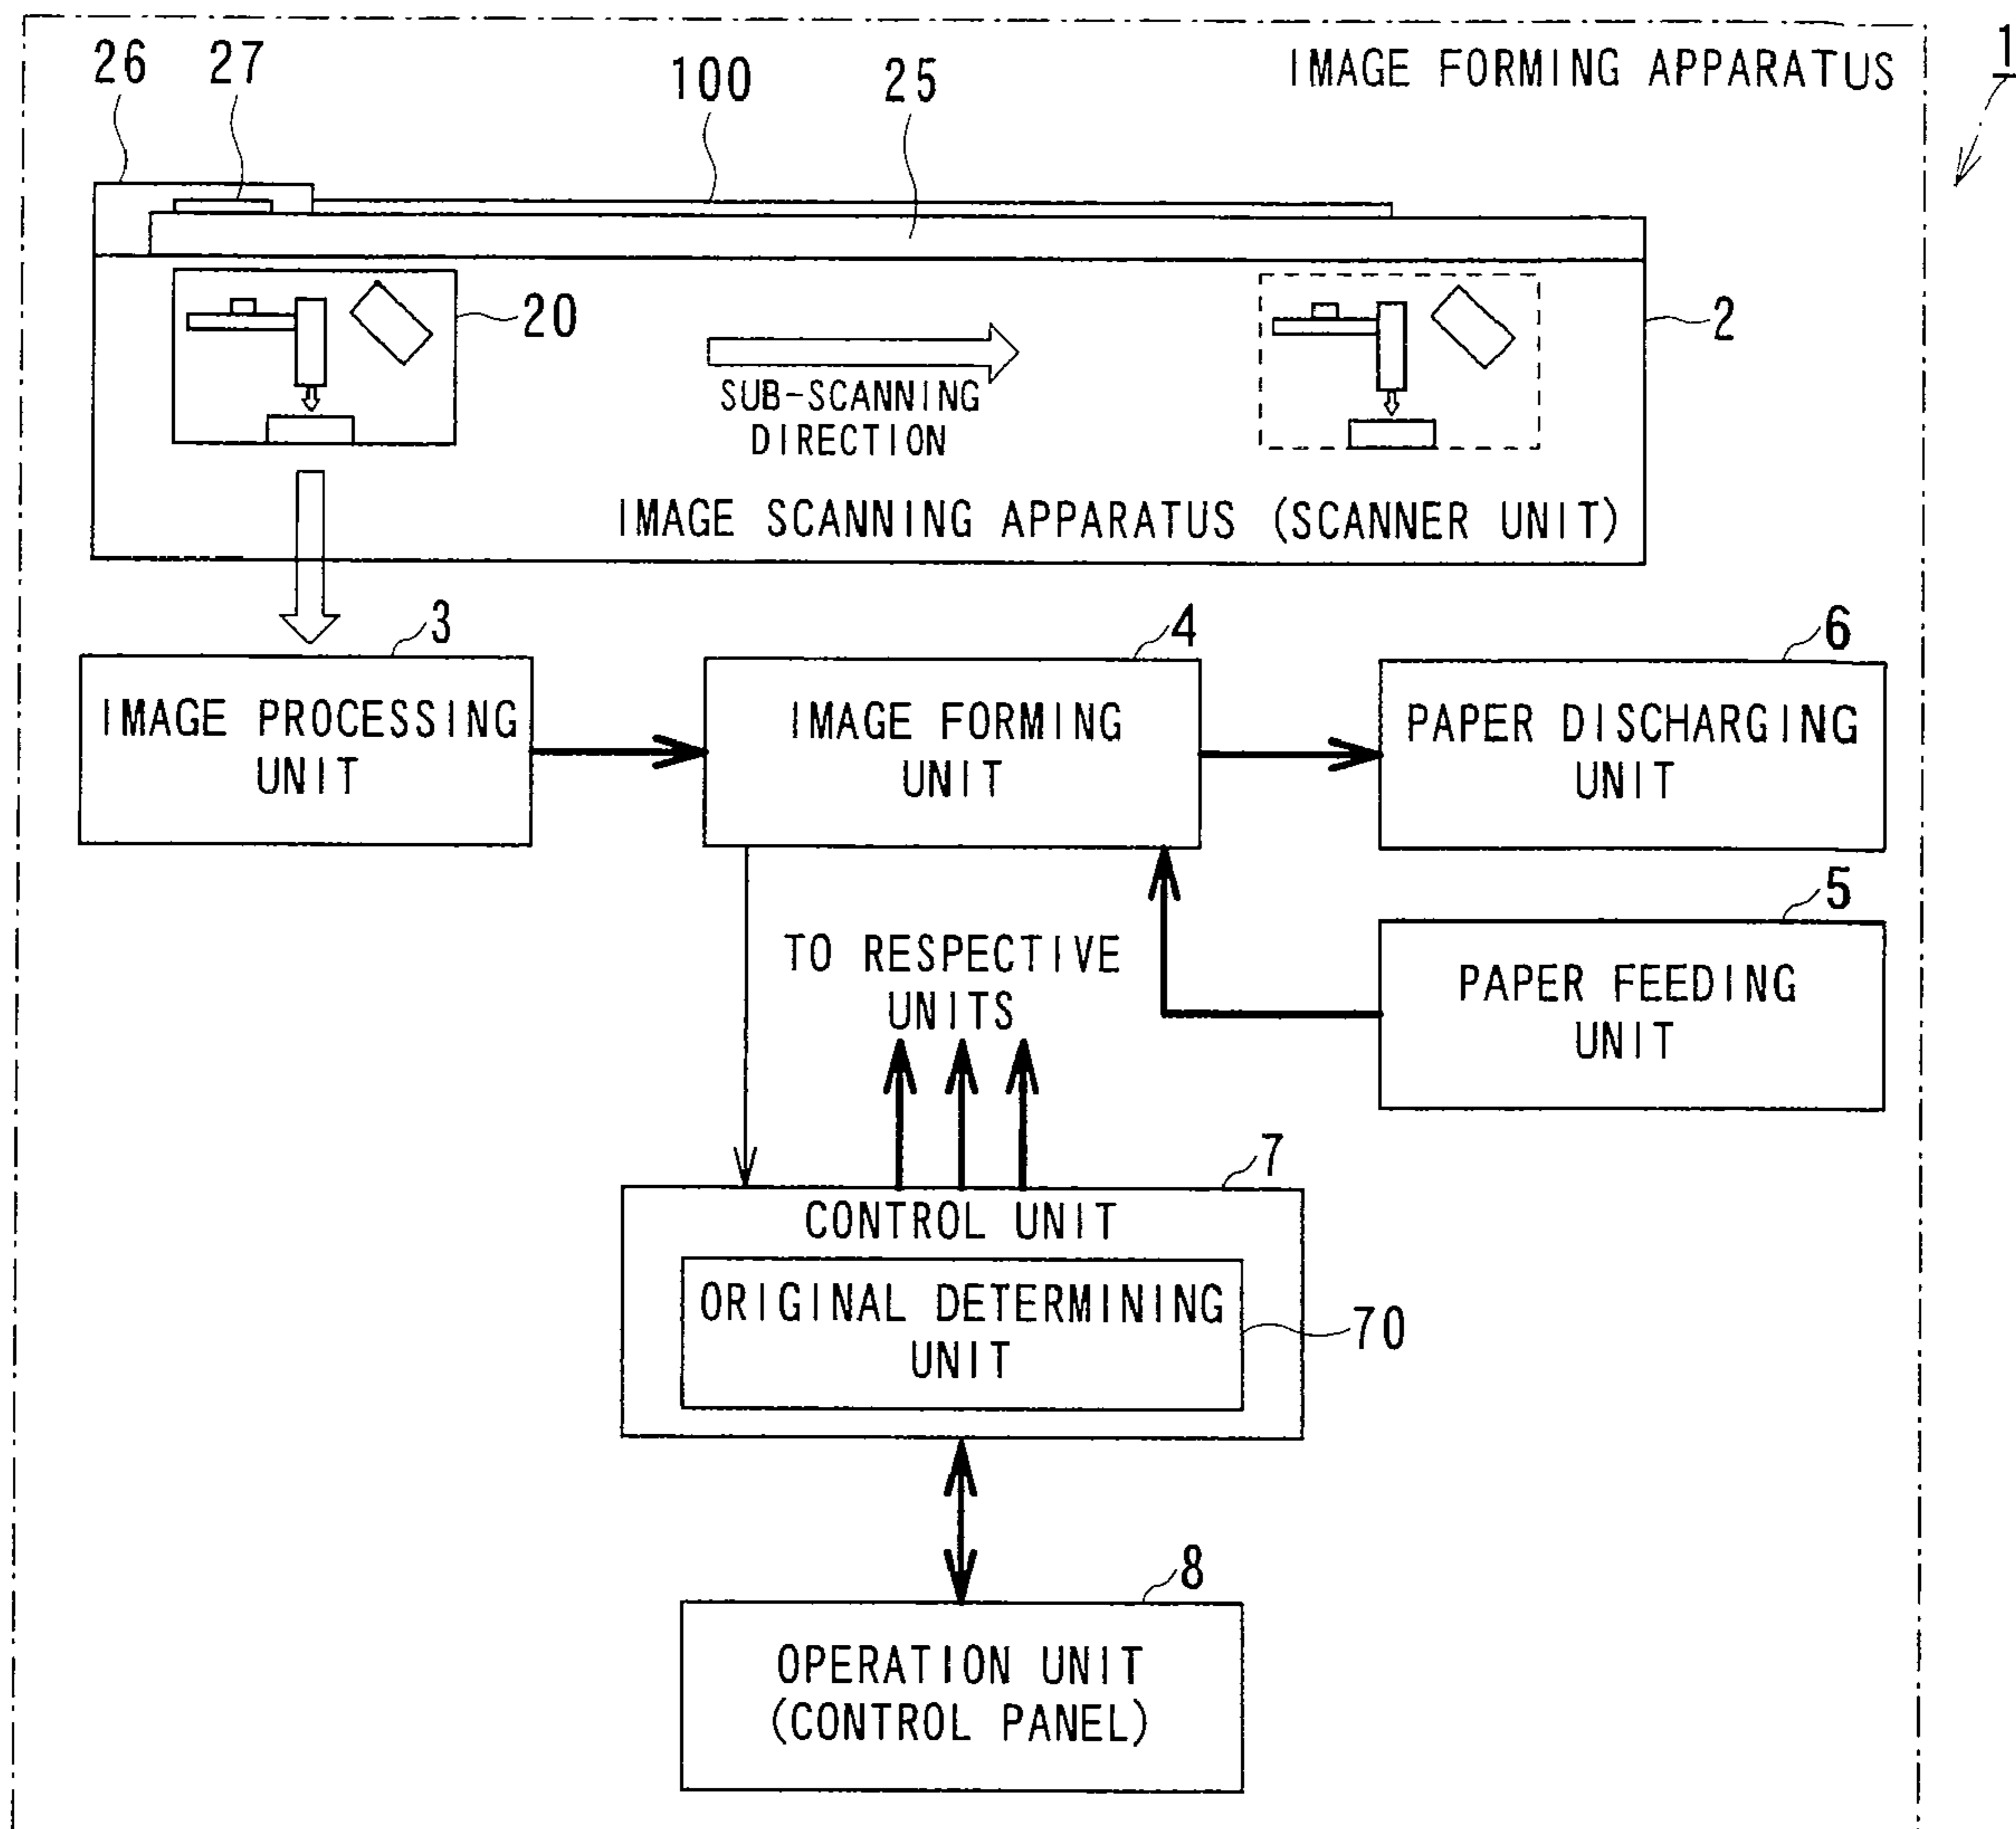 IMAGE FORMING APPARATUS
1
26
27
100
25
20
2
SUB-SCANNING
DIRECTION
IMAGE SCANNING APPARATUS (SCANNER UNIT)
3
IMAGE PROCESSING
UNIT
4
IMAGE FORMING
UNIT
6
PAPER DISCHARGING
UNIT
5
PAPER FEEDING
UNIT
TO RESPECTIVE
UNITS
7
CONTROL UNIT
ORIGINAL DETERMINING
UNIT
70
8
OPERATION UNIT
(CONTROL PANEL)